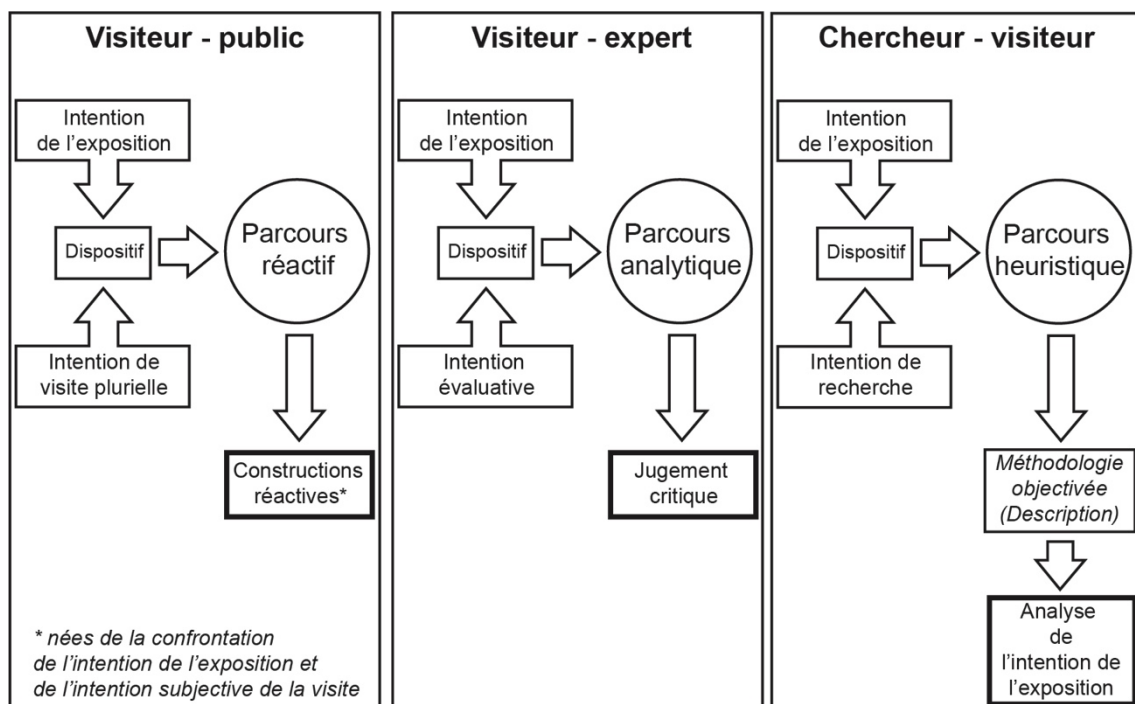 Visiteur - public
Intention
de l'exposition
Dispositif
Parcours
réactif
Intention de
visite plurielle
Constructions
réactives*
* nées de la confrontation
de l'intention de l'exposition et
de l'intention subjective de la visite
Visiteur - expert
Intention
de l'exposition
Dispositif
Parcours
analytique
Intention
évaluative
Jugement
critique
Chercheur - visiteur
Intention
de l'exposition
Dispositif
Parcours
heuristique
Intention de
recherche
Méthodologie
objectivée
(Description)
Analyse
de
l'intention de
l'exposition